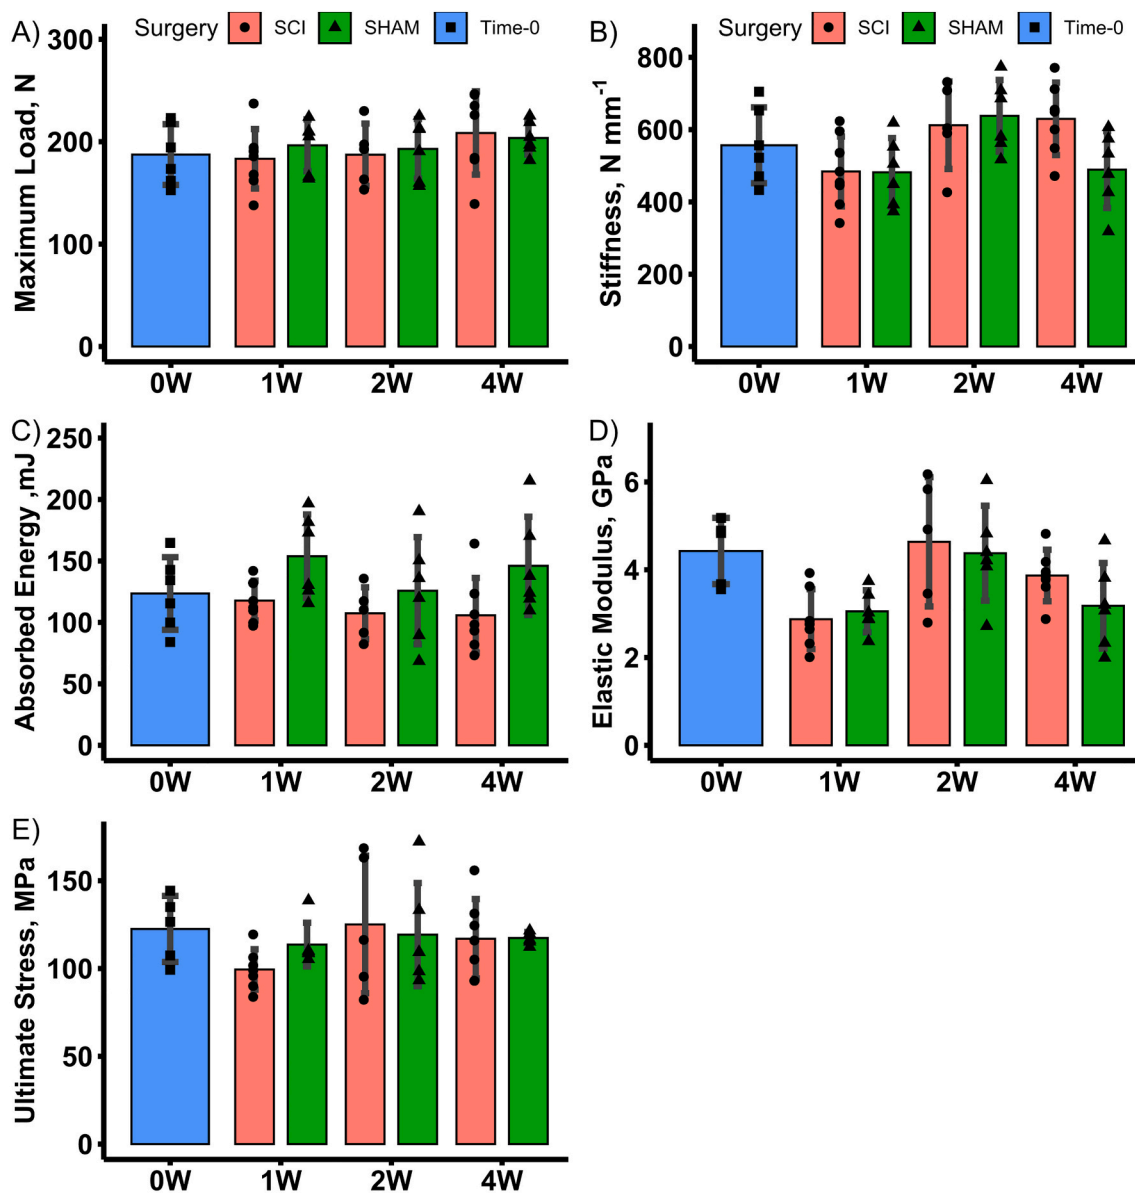 A)
Surgery SCI SHAM Time-0
Maximum Load, N
300
200
100
0
0W 1W 2W 4W
B)
Surgery SCI SHAM Time-0
Stiffness, N mm⁻¹
800
600
400
200
0
0W 1W 2W 4W
C)
Absorbed Energy ,mJ
250
200
150
100
50
0
0W 1W 2W 4W
D)
Elastic Modulus, GPa
6
4
2
0
0W 1W 2W 4W
E)
Ultimate Stress, MPa
150
100
50
0
0W 1W 2W 4W